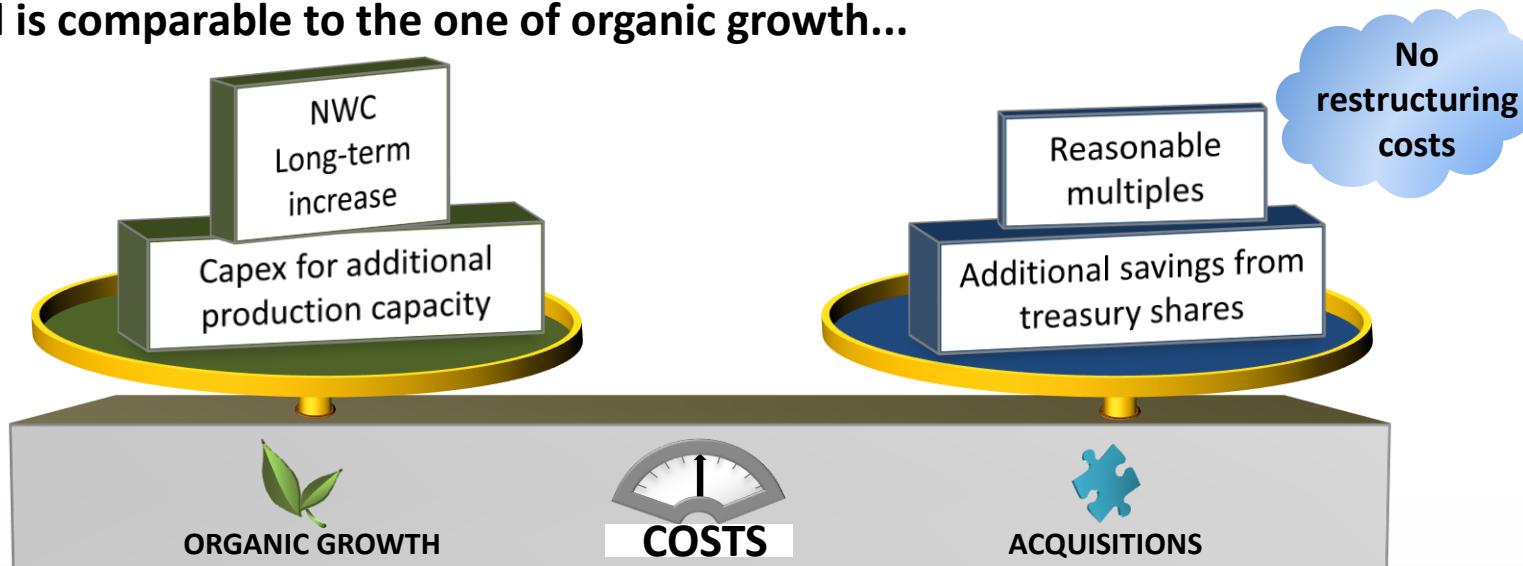 is comparable to the one of organic growth...
No
restructuring
costs
NWC
Long-term
increase
Capex for additional
production capacity
Reasonable
multiples
Additional savings from
treasury shares
ORGANIC GROWTH
COSTS
ACQUISITIONS